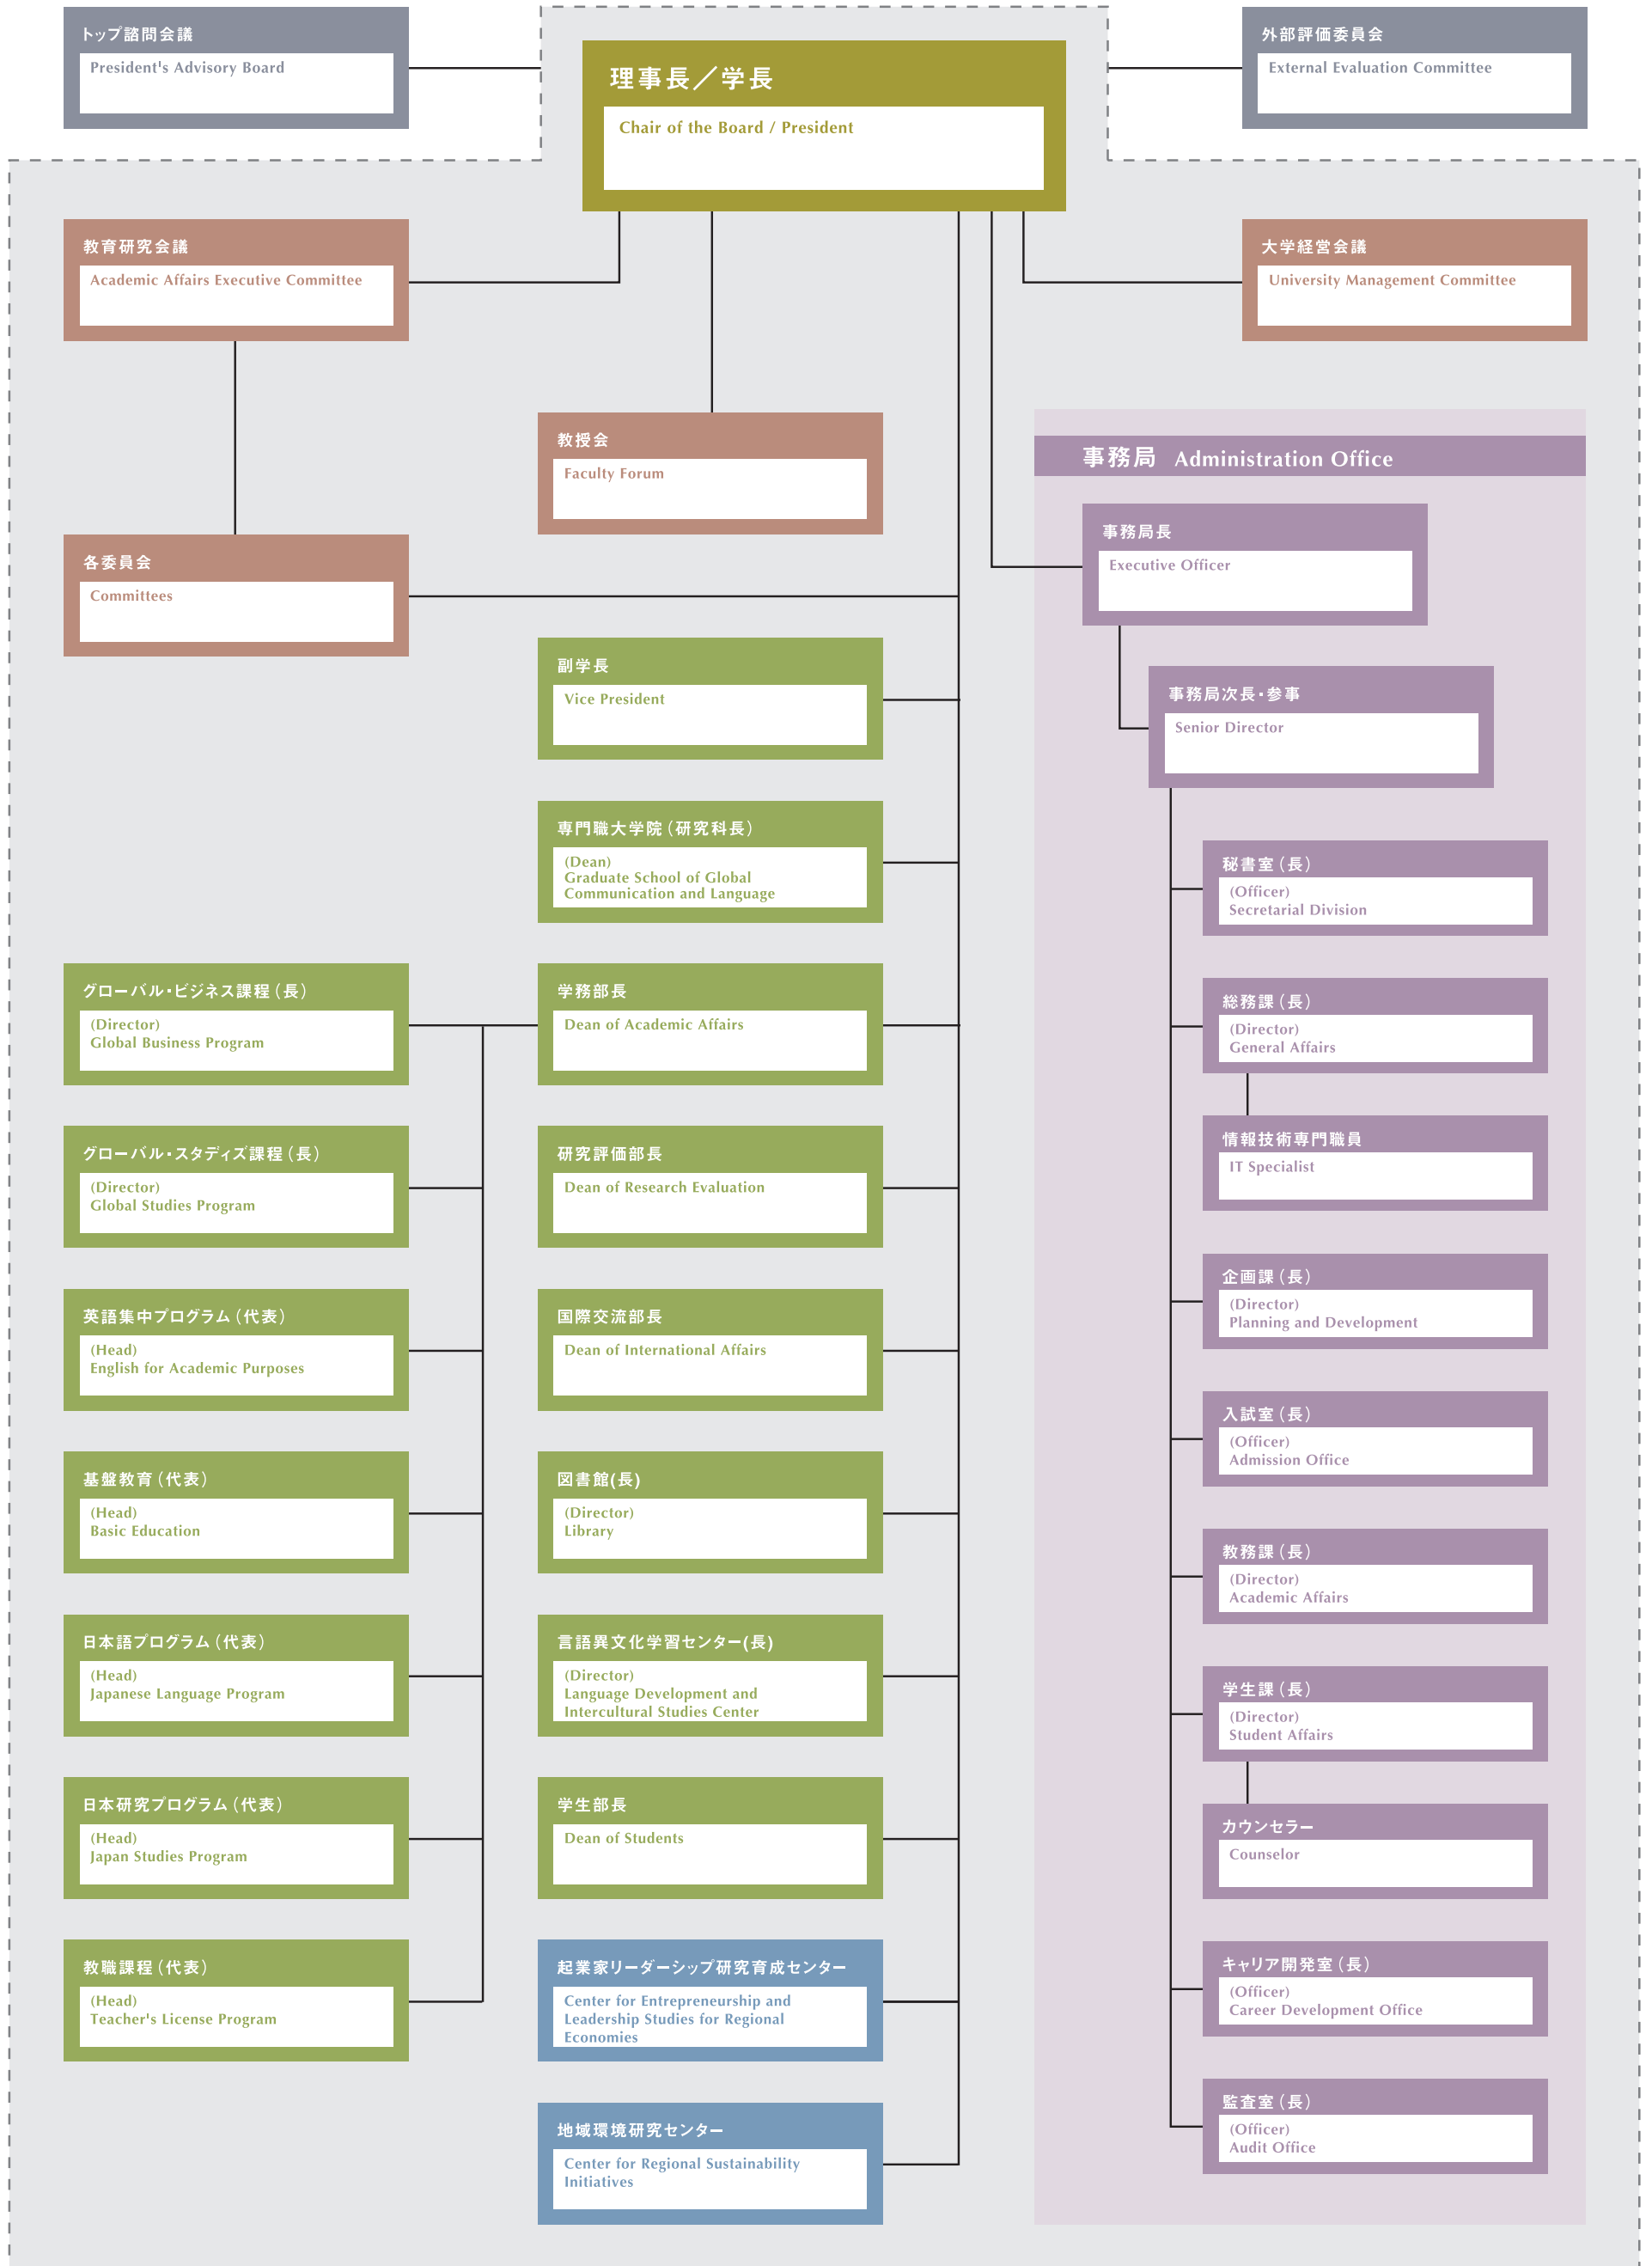 トップ諮問会議
President's Advisory Board
理事長／学長
Chair of the Board / President
外部評価委員会
External Evaluation Committee
教育研究会議
Academic Affairs Executive Committee
大学経営会議
University Management Committee
教授会
Faculty Forum
各委員会
Committees
副学長
Vice President
専門職大学院（研究科長）
(Dean)
Graduate School of Global
Communication and Language
グローバル・ビジネス課程（長）
(Director)
Global Business Program
学務部長
Dean of Academic Affairs
グローバル・スタディズ課程（長）
(Director)
Global Studies Program
研究評価部長
Dean of Research Evaluation
英語集中プログラム（代表）
(Head)
English for Academic Purposes
国際交流部長
Dean of International Affairs
基盤教育（代表）
(Head)
Basic Education
図書館(長)
(Director)
Library
日本語プログラム（代表）
(Head)
Japanese Language Program
言語異文化学習センター(長)
(Director)
Language Development and
Intercultural Studies Center
日本研究プログラム（代表）
(Head)
Japan Studies Program
学生部長
Dean of Students
教職課程（代表）
(Head)
Teacher's License Program
起業家リーダーシップ研究育成センター
Center for Entrepreneurship and
Leadership Studies for Regional
Economies
地域環境研究センター
Center for Regional Sustainability
Initiatives
事務局 Administration Office
事務局長
Executive Officer
事務局次長・参事
Senior Director
秘書室（長）
(Officer)
Secretarial Division
総務課（長）
(Director)
General Affairs
情報技術専門職員
IT Specialist
企画課（長）
(Director)
Planning and Development
入試室（長）
(Officer)
Admission Office
教務課（長）
(Director)
Academic Affairs
学生課（長）
(Director)
Student Affairs
カウンセラー
Counselor
キャリア開発室（長）
(Officer)
Career Development Office
監査室（長）
(Officer)
Audit Office